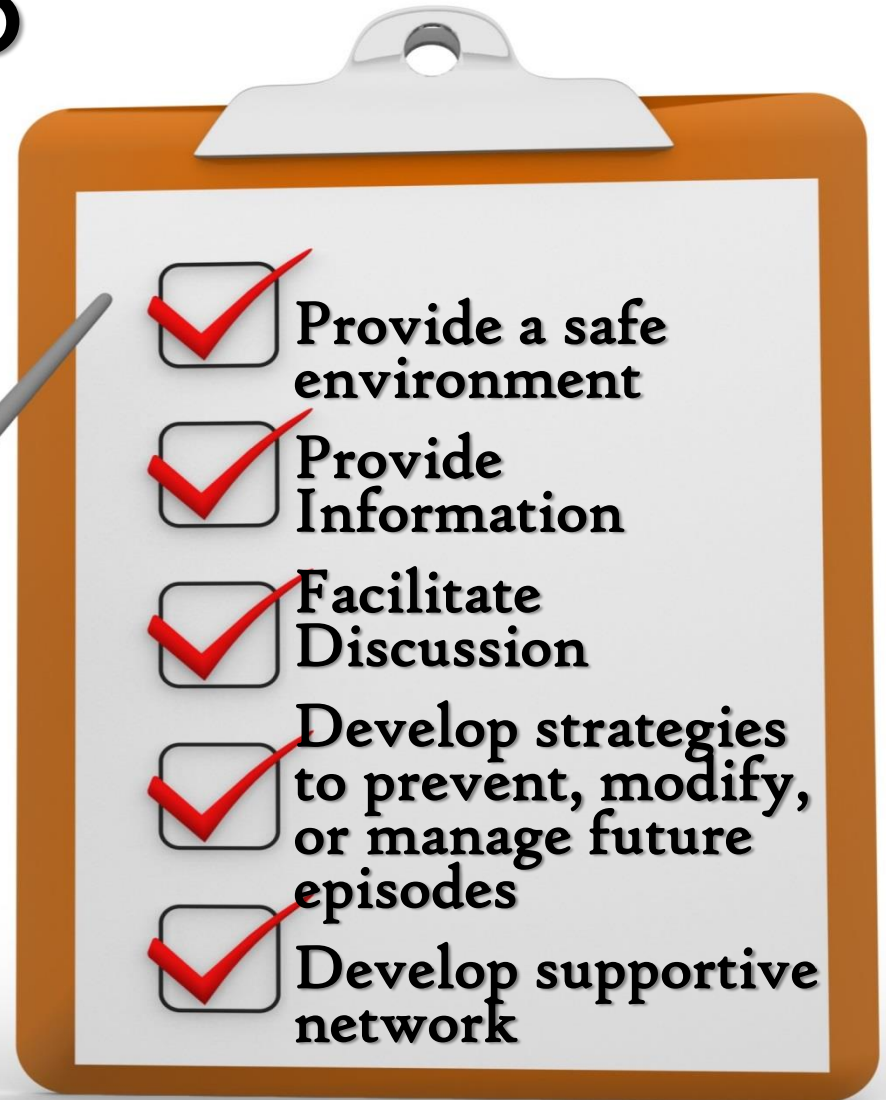 Provide a safe
environment
Provide
Information
Facilitate
Discussion
Develop strategies
to prevent, modify,
or manage future
episodes
Develop supportive
network